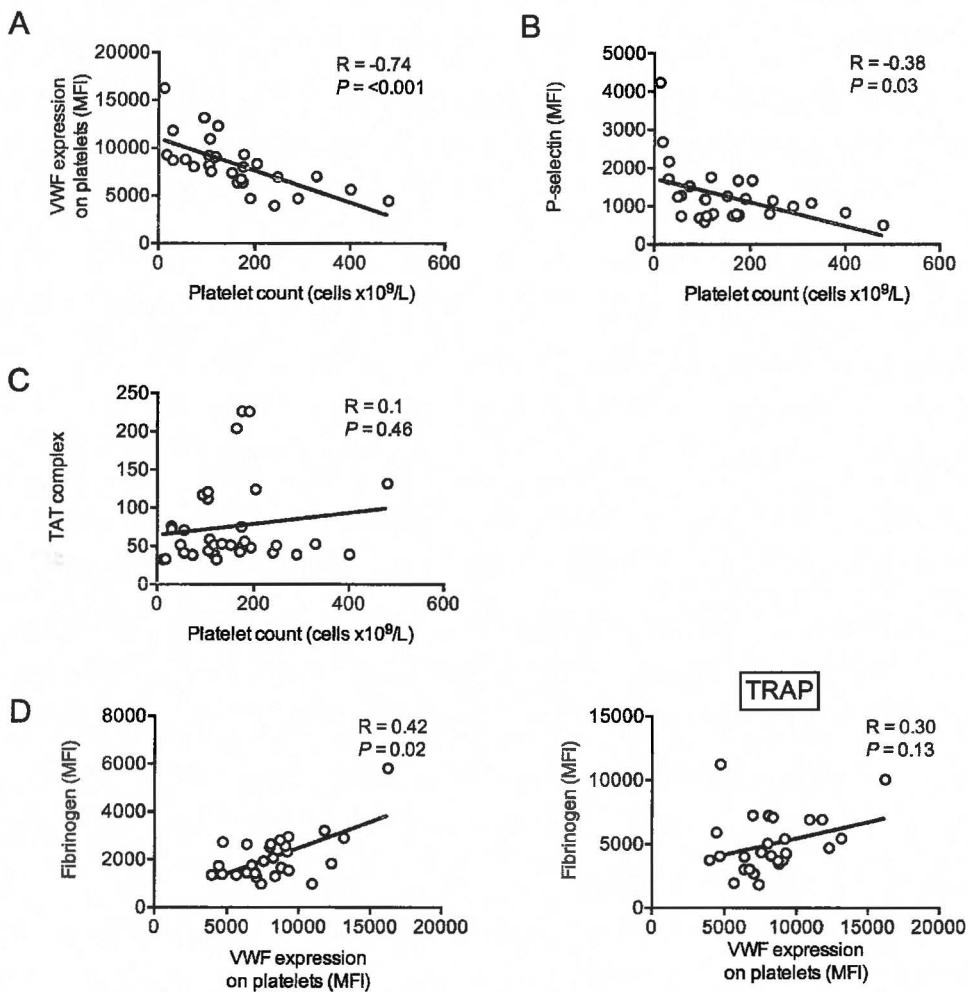 A
VWF expression
on platelets (MFI)
20000
15000
10000
5000
0
R = -0.74
P = <0.001
0 200 400 600
Platelet count (cells x10⁹/L)
B
P-selectin (MFI)
5000
4000
3000
2000
1000
0
R = -0.38
P = 0.03
0 200 400 600
Platelet count (cells x10⁹/L)
C
TAT complex
250
200
150
100
50
0
R = 0.1
P = 0.46
0 200 400 600
Platelet count (cells x10⁹/L)
D
Fibrinogen (MFI)
8000
6000
4000
2000
0
R = 0.42
P = 0.02
0 5000 10000 15000 20000
VWF expression
on platelets (MFI)
TRAP
Fibrinogen (MFI)
15000
10000
5000
0
R = 0.30
P = 0.13
0 5000 10000 15000 20000
VWF expression
on platelets (MFI)